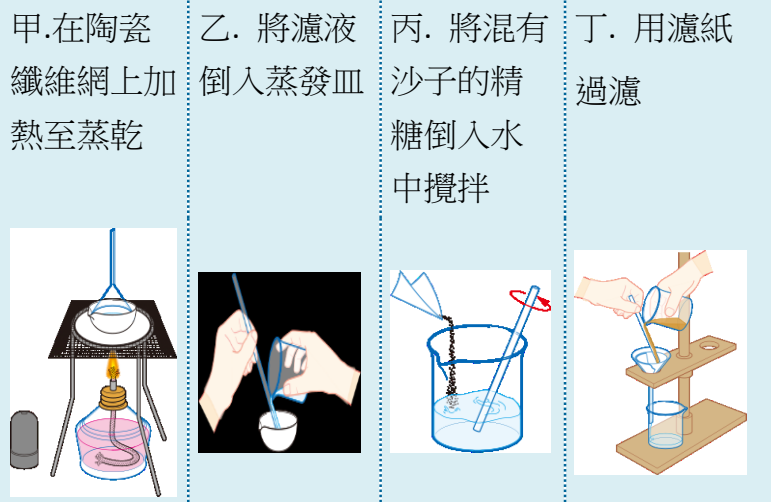 甲.在陶瓷
纖維網上加
熱至蒸乾
乙. 將濾液
倒入蒸發皿
丙. 將混有
沙子的精
糖倒入水
中攪拌
丁. 用濾紙
過濾